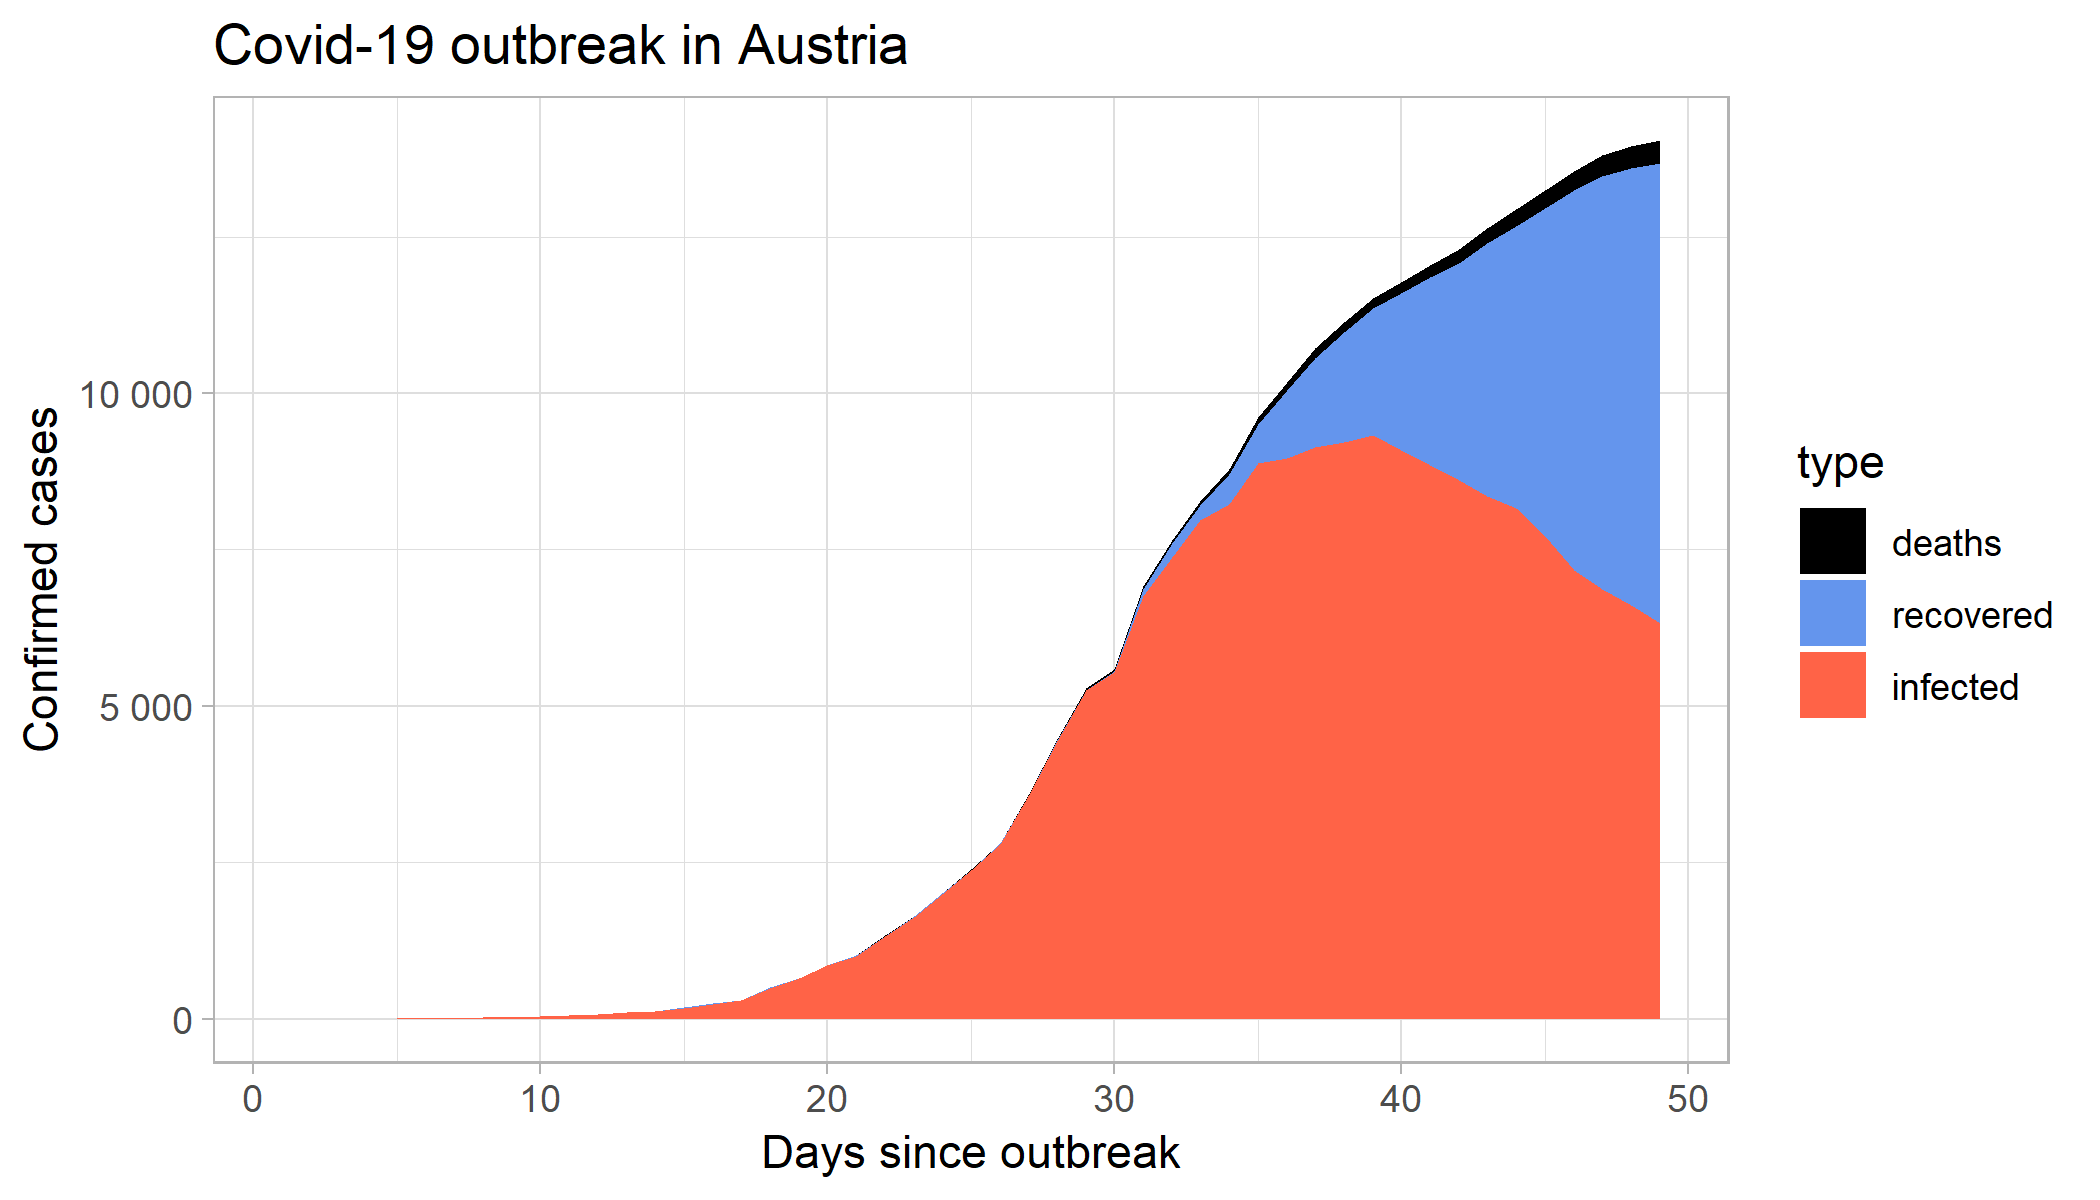 Covid-19 outbreak in Austria
Confirmed cases
10 000
5 000
0
0 10 20 30 40 50
Days since outbreak
type
deaths
recovered
infected